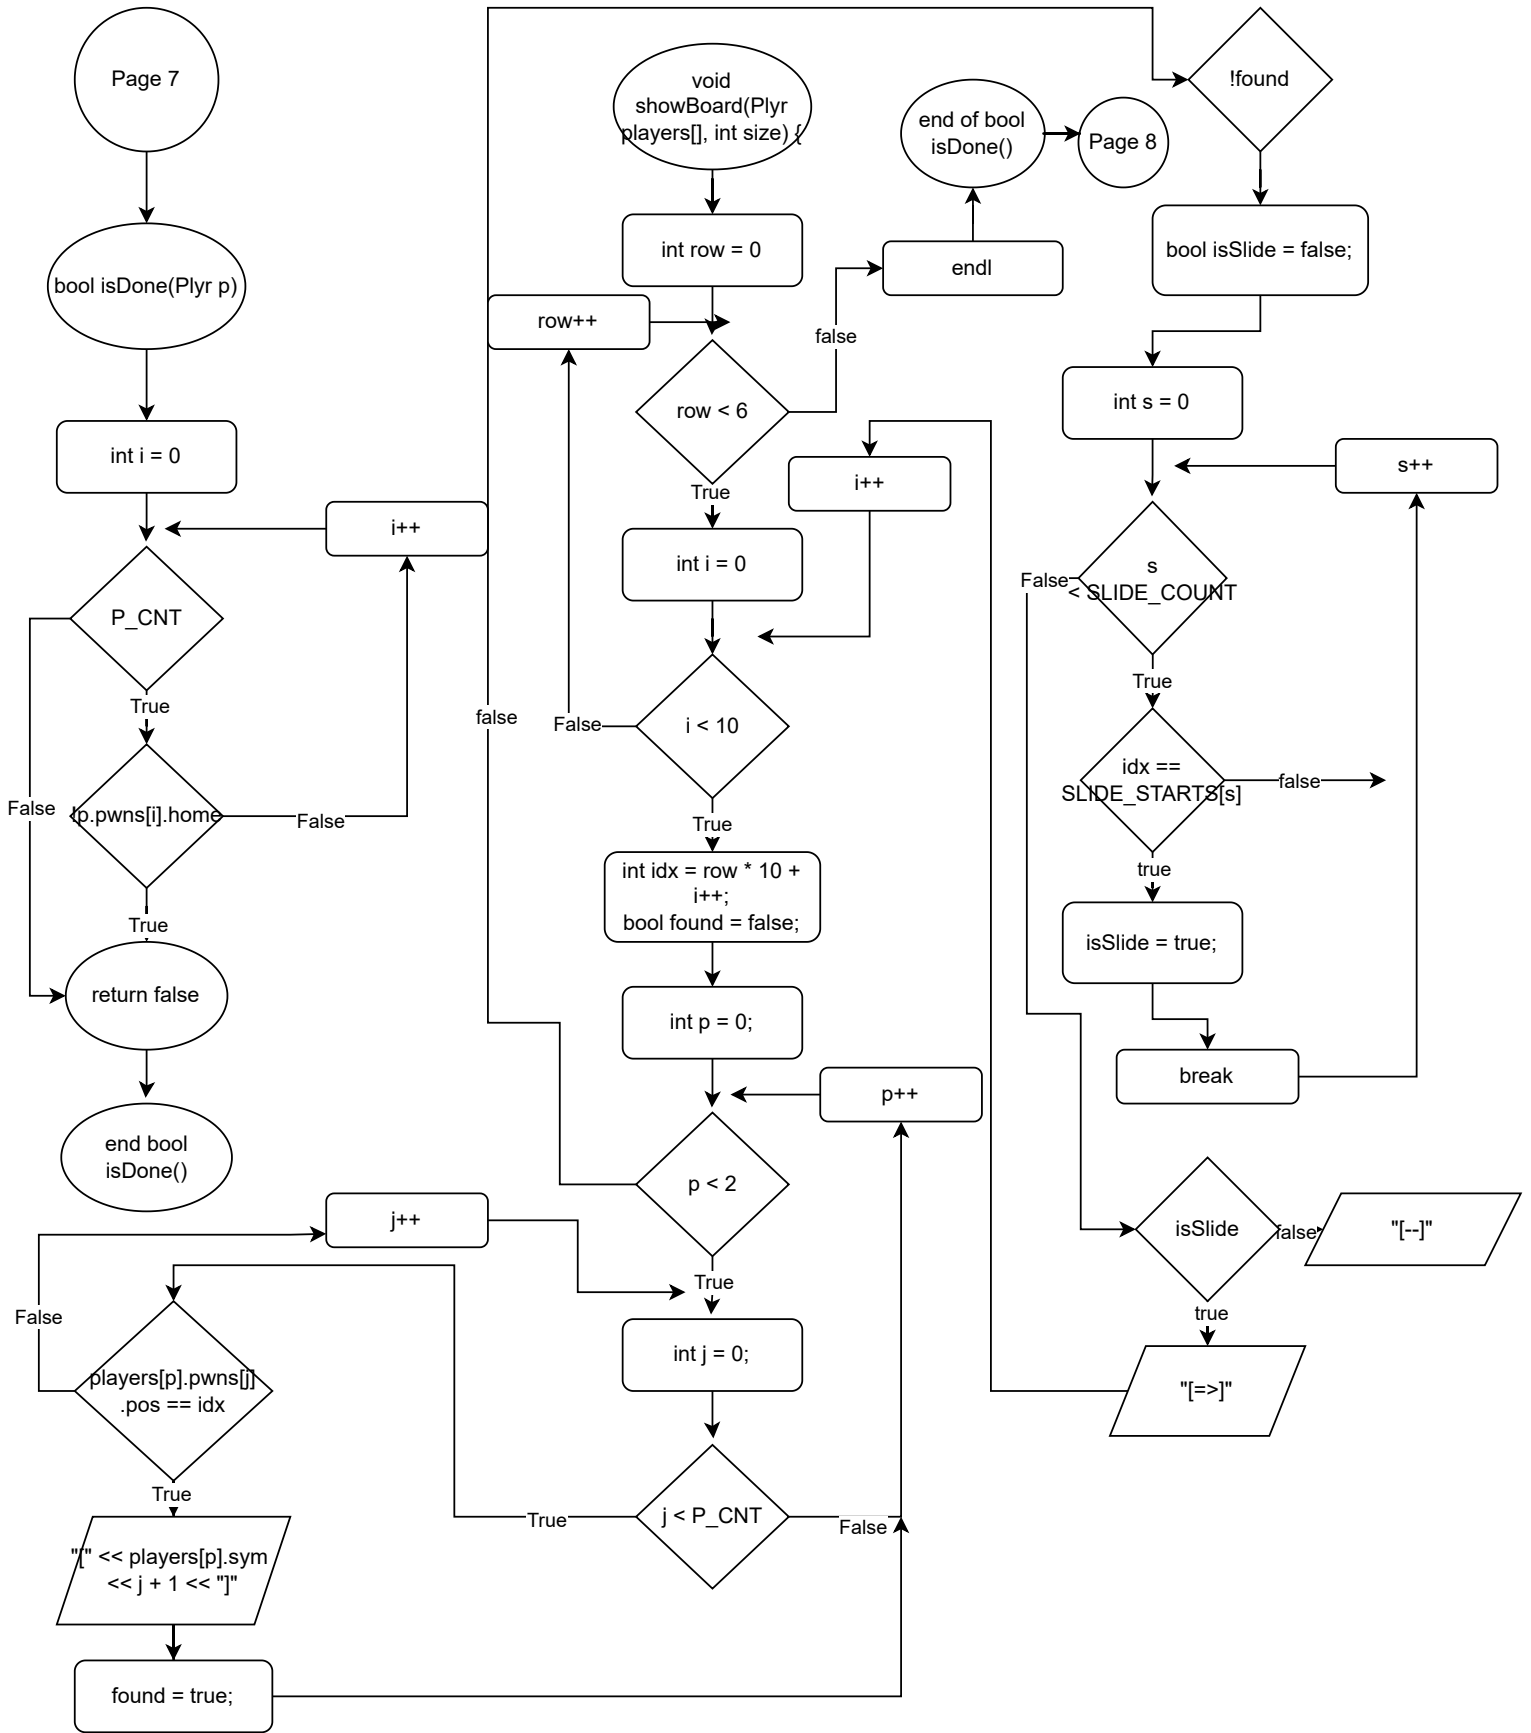 Page 7
bool isDone(Plyr p)
int i = 0
i++
P_CNT
True
False
!p.pwns[i].home
False
True
return false
end bool
isDone()
void
showBoard(Plyr
players[], int size) {
int row = 0
row++
row < 6
false
endl
end of bool
isDone()
Page 8
True
int i = 0
i++
i < 10
False
True
int idx = row * 10 +
i++;
bool found = false;
int p = 0;
p++
p < 2
false
True
int j = 0;
j++
j < P_CNT
True
False
players[p].pwns[j]
.pos == idx
False
True
"[" << players[p].sym
<< j + 1 << "]"
found = true;
!found
bool isSlide = false;
int s = 0
s++
s
< SLIDE_COUNT
False
True
idx ==
SLIDE_STARTS[s]
false
true
isSlide = true;
break
isSlide
false
"[--]"
true
"[=>]"